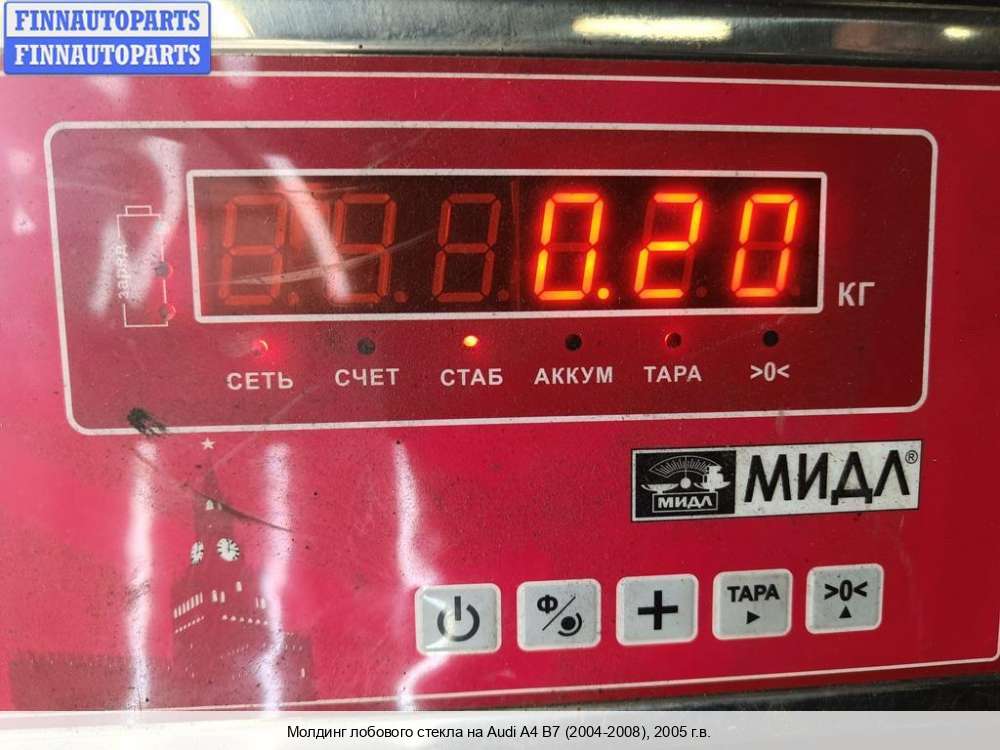 FINNAUTOPARTS
FINNAUTOPARTS
заряд
0.20
КГ
СЕТЬ СЧЕТ СТАБ АККУМ ТАРА >0<
МИДЛ МИДЛ®
Ф ТАРА >0<
Молдинг лобового стекла на Audi A4 B7 (2004-2008), 2005 г.в.